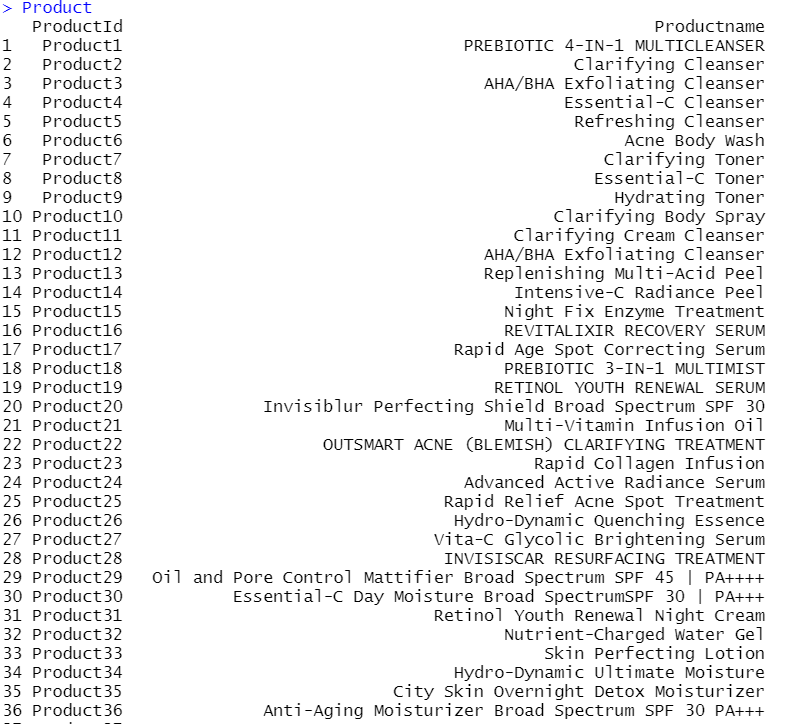 > Product
ProductId Productname
1 Product1 PREBIOTIC 4-IN-1 MULTICLEANSER
2 Product2 Clarifying Cleanser
3 Product3 AHA/BHA Exfoliating Cleanser
4 Product4 Essential-C Cleanser
5 Product5 Refreshing Cleanser
6 Product6 Acne Body Wash
7 Product7 Clarifying Toner
8 Product8 Essential-C Toner
9 Product9 Hydrating Toner
10 Product10 Clarifying Body Spray
11 Product11 Clarifying Cream Cleanser
12 Product12 AHA/BHA Exfoliating Cleanser
13 Product13 Replenishing Multi-Acid Peel
14 Product14 Intensive-C Radiance Peel
15 Product15 Night Fix Enzyme Treatment
16 Product16 REVITALIXIR RECOVERY SERUM
17 Product17 Rapid Age Spot Correcting Serum
18 Product18 PREBIOTIC 3-IN-1 MULTIMIST
19 Product19 RETINOL YOUTH RENEWAL SERUM
20 Product20 Invisiblur Perfecting Shield Broad Spectrum SPF 30
21 Product21 Multi-Vitamin Infusion Oil
22 Product22 OUTSMART ACNE (BLEMISH) CLARIFYING TREATMENT
23 Product23 Rapid Collagen Infusion
24 Product24 Advanced Active Radiance Serum
25 Product25 Rapid Relief Acne Spot Treatment
26 Product26 Hydro-Dynamic Quenching Essence
27 Product27 Vita-C Glycolic Brightening Serum
28 Product28 INVISISCAR RESURFACING TREATMENT
29 Product29 Oil and Pore Control Mattifier Broad Spectrum SPF 45 | PA++++
30 Product30 Essential-C Day Moisture Broad SpectrumSPF 30 | PA+++
31 Product31 Retinol Youth Renewal Night Cream
32 Product32 Nutrient-Charged Water Gel
33 Product33 Skin Perfecting Lotion
34 Product34 Hydro-Dynamic Ultimate Moisture
35 Product35 City Skin Overnight Detox Moisturizer
36 Product36 Anti-Aging Moisturizer Broad Spectrum SPF 30 PA+++